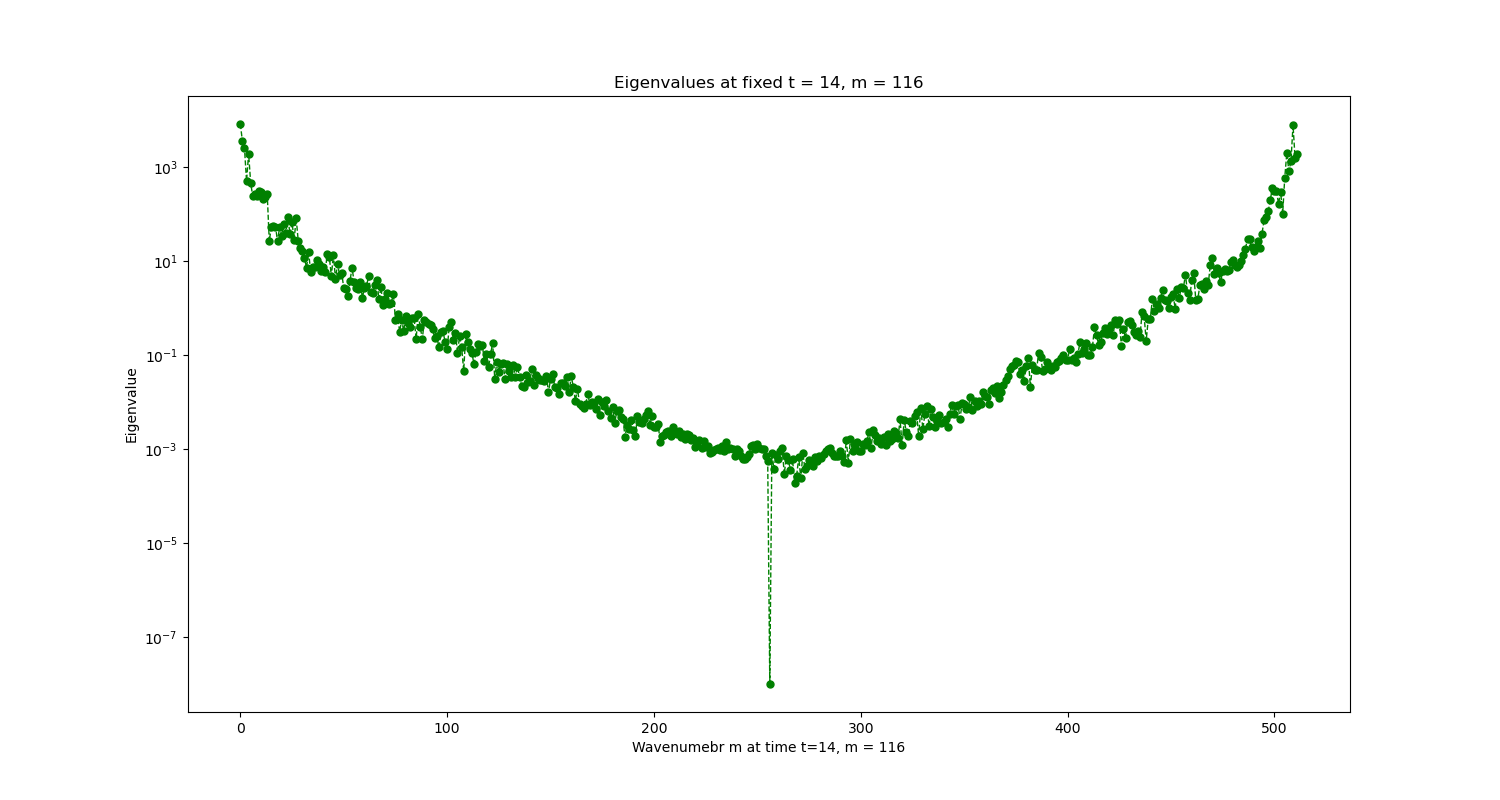 Eigenvalues at fixed t = 14, m = 116
10^3
10^1
10^-1
10^-3
10^-5
10^-7
Eigenvalue
0 100 200 300 400 500
Wavenumebr m at time t=14, m = 116